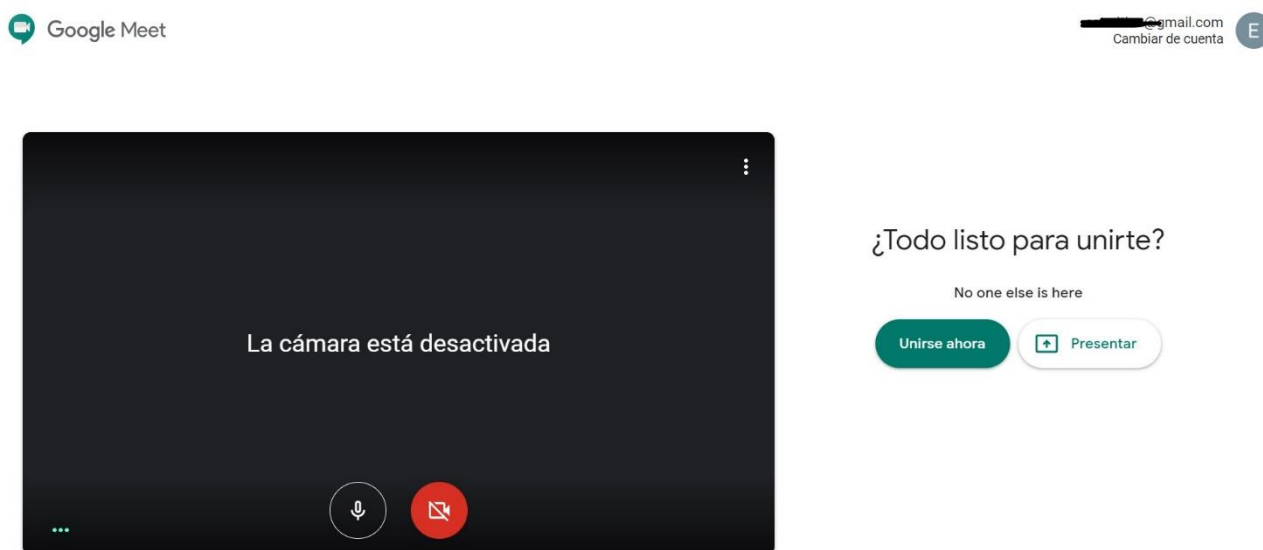 Google Meet
@gmail.com
Cambiar de cuenta
E
La cámara está desactivada
¿Todo listo para unirte?
No one else is here
Unirse ahora
Presentar